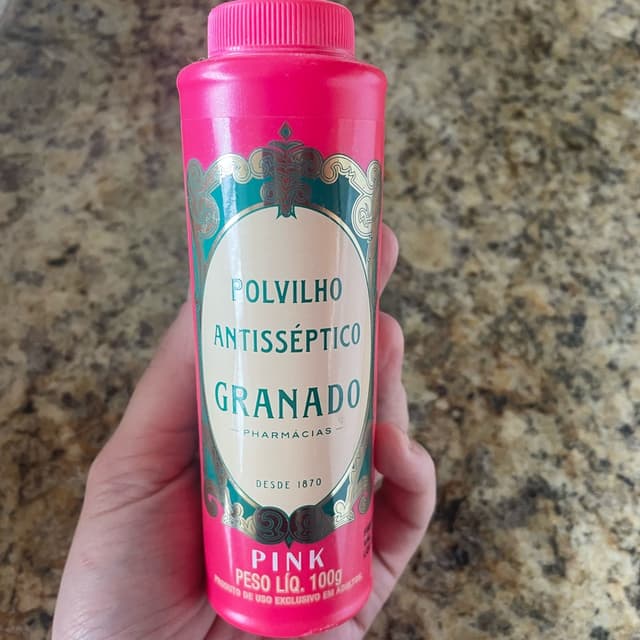 POLVILHO
ANTISSÉPTICO
GRANADO
PHARMÁCIAS
DESDE 1870
PINK
PESO LÍQ. 100g
PRODUTO DE USO EXCLUSIVO EM ADULTOS